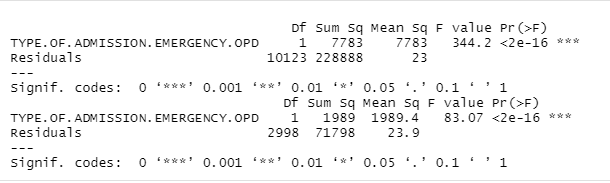 Df Sum Sq Mean Sq F value Pr(>F)
TYPE.OF.ADMISSION.EMERGENCY.OPD 1 7783 7783 344.2 <2e-16 ***
Residuals 10123 228888 23
---
Signif. codes: 0 ‘***’ 0.001 ‘**’ 0.01 ‘*’ 0.05 ‘.’ 0.1 ‘ ’ 1
Df Sum Sq Mean Sq F value Pr(>F)
TYPE.OF.ADMISSION.EMERGENCY.OPD 1 1989 1989.4 83.07 <2e-16 ***
Residuals 2998 71798 23.9
---
Signif. codes: 0 ‘***’ 0.001 ‘**’ 0.01 ‘*’ 0.05 ‘.’ 0.1 ‘ ’ 1